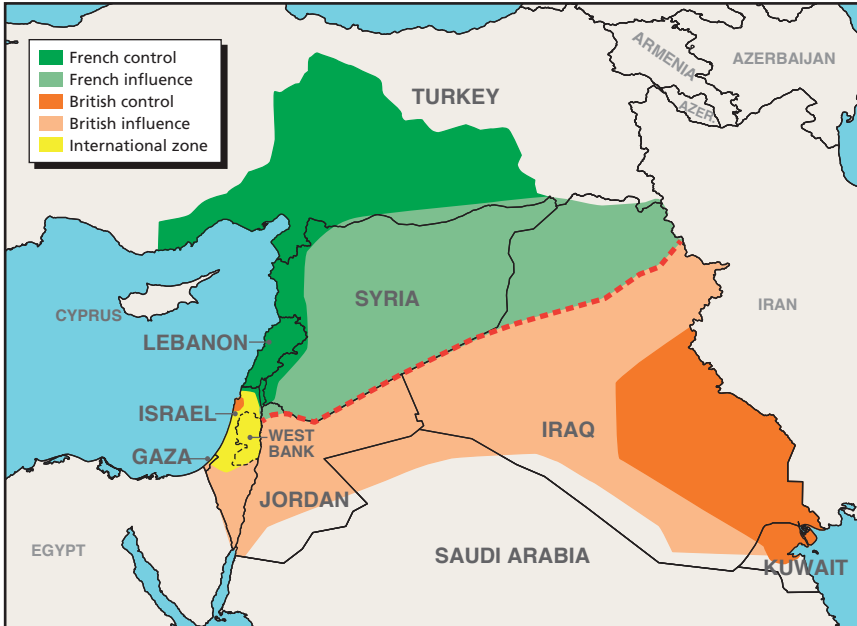 French control
French influence
British control
British influence
International zone
TURKEY
ARMENIA
AZERBAIJAN
AZER.
CYPRUS
SYRIA
IRAN
LEBANON
ISRAEL
WEST
BANK
IRAQ
GAZA
JORDAN
EGYPT
SAUDI ARABIA
KUWAIT